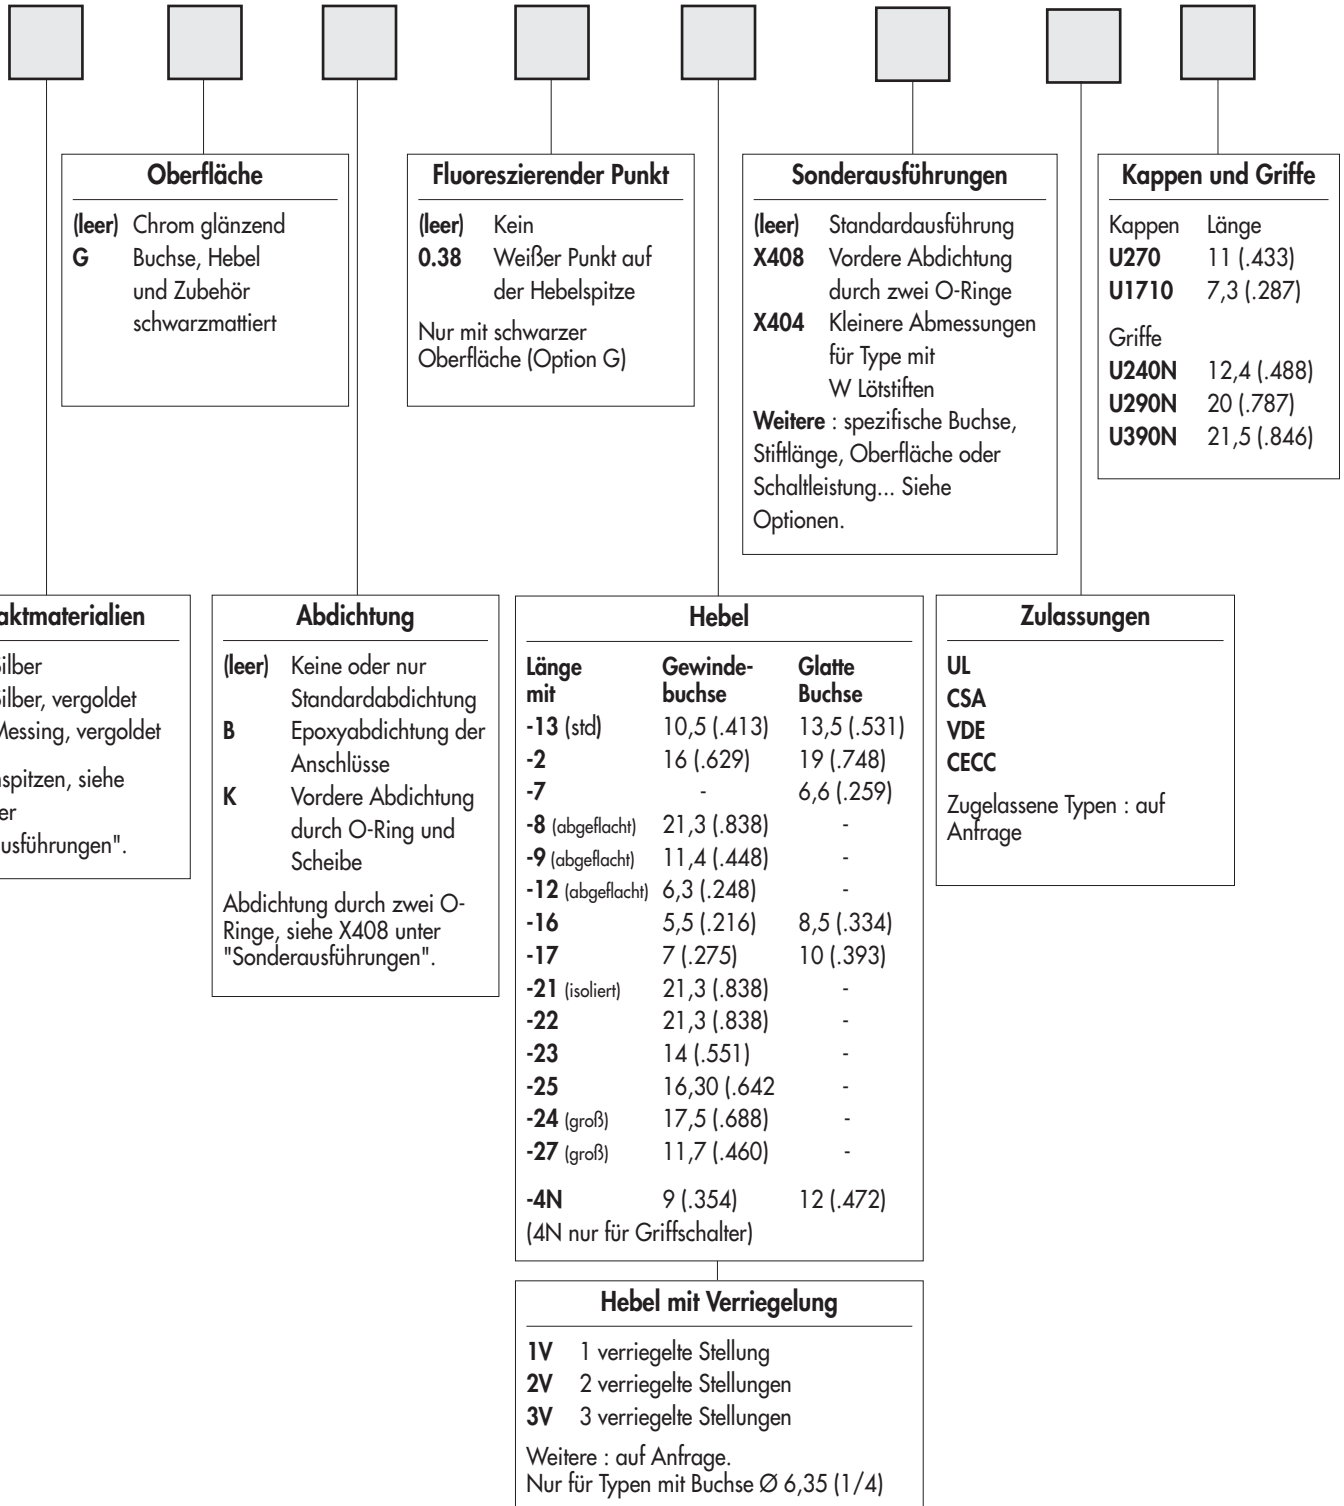 Oberfläche
(leer) Chrom glänzend
G Buchse, Hebel
und Zubehör
schwarzmattiert
Fluoreszierender Punkt
(leer) Kein
0.38 Weißer Punkt auf
der Hebelspitze
Nur mit schwarzer
Oberfläche (Option G)
Sonderausführungen
(leer) Standardausführung
X408 Vordere Abdichtung
durch zwei O-Ringe
X404 Kleinere Abmessungen
für Type mit
W Lötstiften
Weitere : spezifische Buchse,
Stiftlänge, Oberfläche oder
Schaltleistung... Siehe
Optionen.
Kappen und Griffe
Kappen Länge
U270 11 (.433)
U1710 7,3 (.287)
Griffe
U240N 12,4 (.488)
U290N 20 (.787)
U390N 21,5 (.846)
aktmaterialien
ilber
ilber, vergoldet
Messing, vergoldet
spitzen, siehe
er
usführungen".
Abdichtung
(leer) Keine oder nur
Standardabdichtung
B Epoxyabdichtung der
Anschlüsse
K Vordere Abdichtung
durch O-Ring und
Scheibe
Abdichtung durch zwei O-
Ringe, siehe X408 unter
"Sonderausführungen".
Hebel
Länge Gewinde- Glatte
mit buchse Buchse
-13 (std) 10,5 (.413) 13,5 (.531)
-2 16 (.629) 19 (.748)
-7 - 6,6 (.259)
-8 (abgeflacht) 21,3 (.838) -
-9 (abgeflacht) 11,4 (.448) -
-12 (abgeflacht) 6,3 (.248) -
-16 5,5 (.216) 8,5 (.334)
-17 7 (.275) 10 (.393)
-21 (isoliert) 21,3 (.838) -
-22 21,3 (.838) -
-23 14 (.551) -
-25 16,30 (.642 -
-24 (groß) 17,5 (.688) -
-27 (groß) 11,7 (.460) -
-4N 9 (.354) 12 (.472)
(4N nur für Griffschalter)
Zulassungen
UL
CSA
VDE
CECC
Zugelassene Typen : auf
Anfrage
Hebel mit Verriegelung
1V 1 verriegelte Stellung
2V 2 verriegelte Stellungen
3V 3 verriegelte Stellungen
Weitere : auf Anfrage.
Nur für Typen mit Buchse Ø 6,35 (1/4)